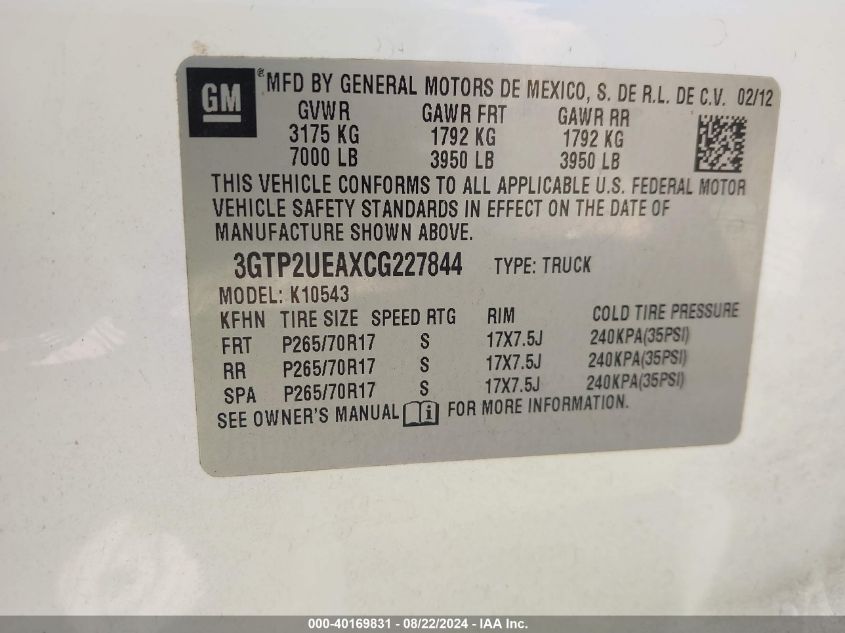 GM® MFD BY GENERAL MOTORS DE MEXICO, S. DE R.L. DE C.V. 02/12
GVWR GAWR FRT GAWR RR
3175 KG 1792 KG 1792 KG
7000 LB 3950 LB 3950 LB
THIS VEHICLE CONFORMS TO ALL APPLICABLE U.S. FEDERAL MOTOR
VEHICLE SAFETY STANDARDS IN EFFECT ON THE DATE OF
MANUFACTURE SHOWN ABOVE.
3GTP2UEAXCG227844 TYPE: TRUCK
MODEL: K10543
KFHN TIRE SIZE SPEED RTG RIM COLD TIRE PRESSURE
FRT P265/70R17 S 17X7.5J 240KPA(35PSI)
RR P265/70R17 S 17X7.5J 240KPA(35PSI)
SPA P265/70R17 S 17X7.5J 240KPA(35PSI)
SEE OWNER'S MANUAL i FOR MORE INFORMATION.
000-40169831 - 08/22/2024 - IAA, Inc.